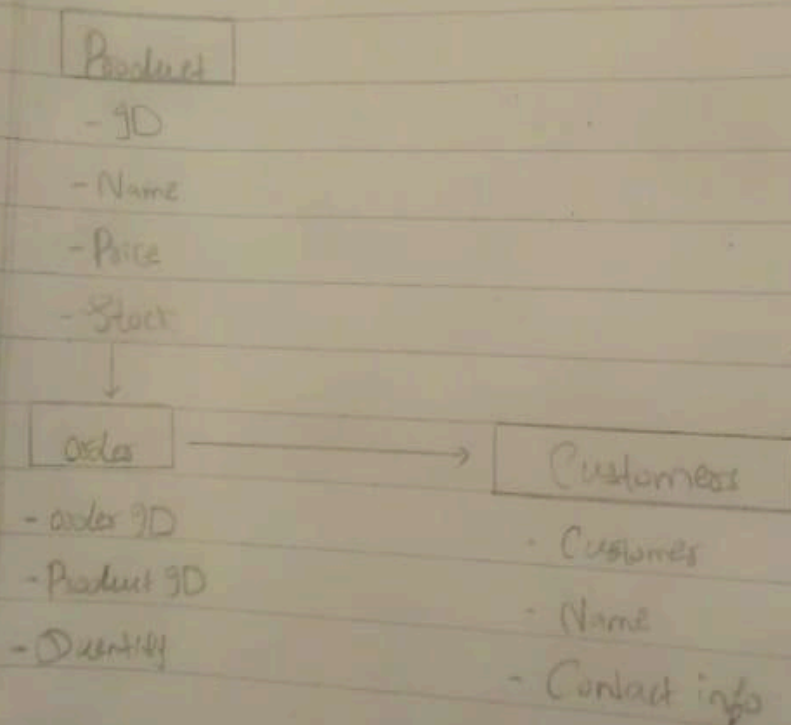 Product
- ID
- Name
- Price
- Stock
Order
- Order ID
- Product ID
- Quantity
Customers
- Customer
- Name
- Contact info